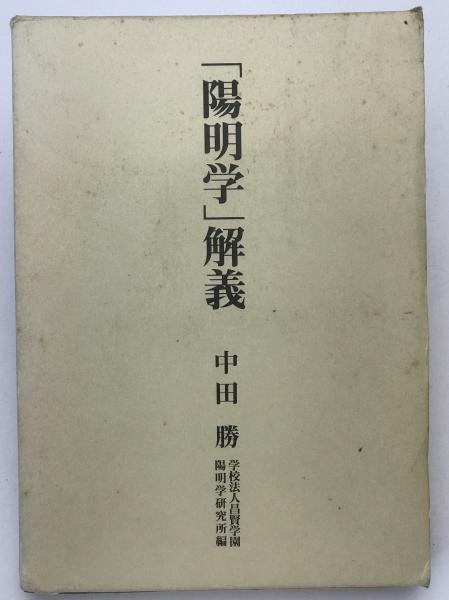 「陽明学」解義
中田 勝
学校法人昌賢学園
陽明学研究所編